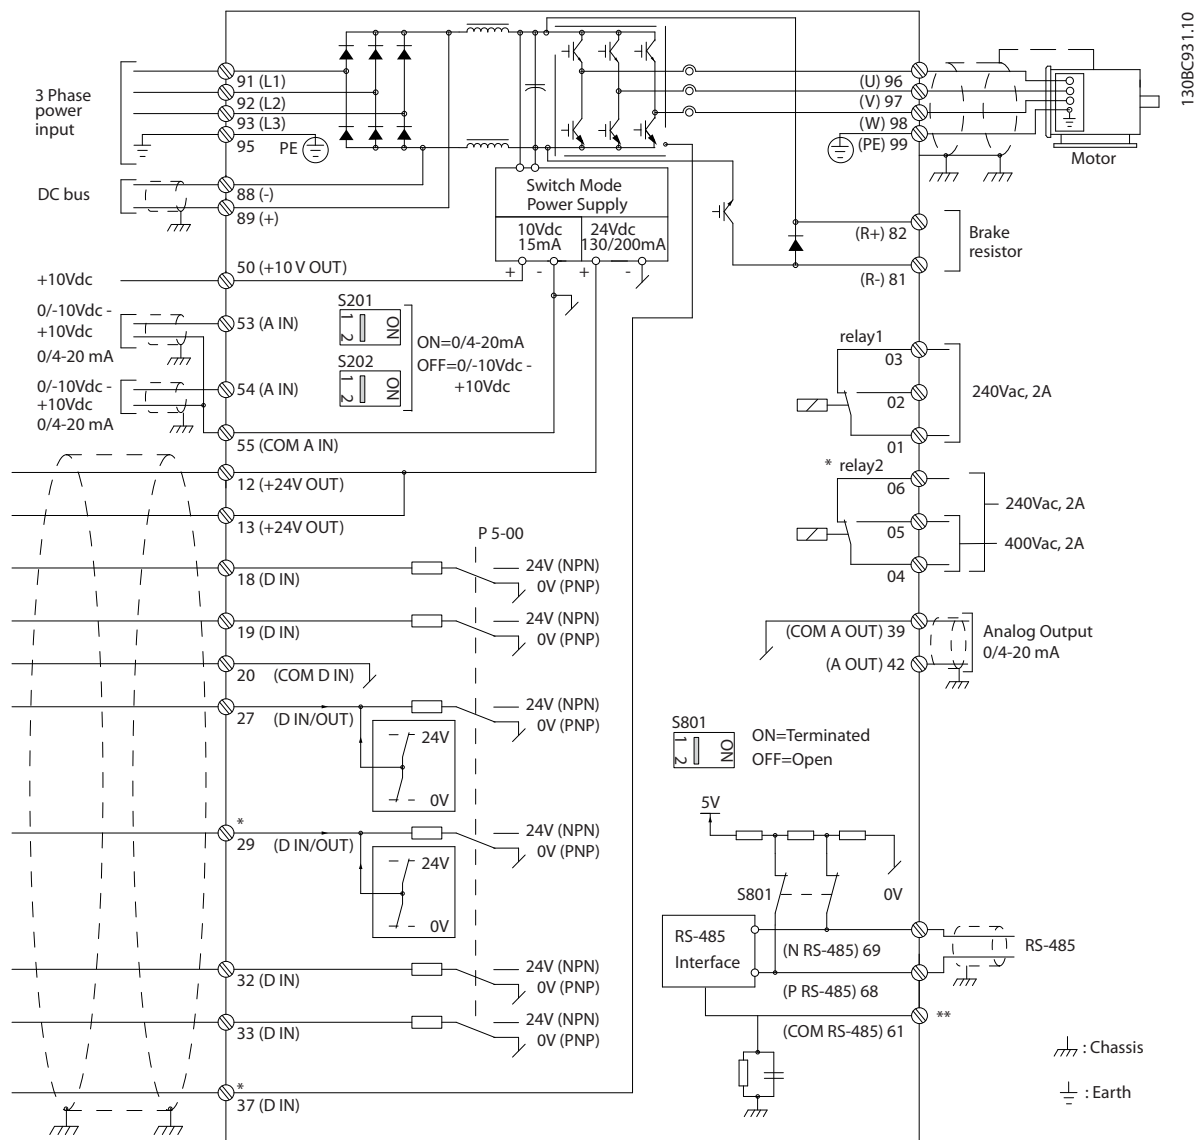 130BC931.10
3 Phase
power
input
91 (L1)
92 (L2)
93 (L3)
95
PE
DC bus
88 (-)
89 (+)
Switch Mode
Power Supply
10Vdc
15mA
24Vdc
130/200mA
+
-
+
-
(U) 96
(V) 97
(W) 98
(PE) 99
Motor
(R+) 82
(R-) 81
Brake
resistor
+10Vdc
50 (+10 V OUT)
0/-10Vdc -
+10Vdc
0/4-20 mA
53 (A IN)
0/-10Vdc -
+10Vdc
0/4-20 mA
54 (A IN)
55 (COM A IN)
S201
1 2
ON
S202
1 2
ON
ON=0/4-20mA
OFF=0/-10Vdc -
+10Vdc
relay1
03
02
01
240Vac, 2A
* relay2
06
05
04
240Vac, 2A
400Vac, 2A
12 (+24V OUT)
13 (+24V OUT)
P 5-00
18 (D IN)
24V (NPN)
0V (PNP)
19 (D IN)
24V (NPN)
0V (PNP)
20 (COM D IN)
27 (D IN/OUT)
24V (NPN)
0V (PNP)
24V
0V
*
29 (D IN/OUT)
24V (NPN)
0V (PNP)
24V
0V
32 (D IN)
24V (NPN)
0V (PNP)
33 (D IN)
24V (NPN)
0V (PNP)
*
37 (D IN)
(COM A OUT) 39
(A OUT) 42
Analog Output
0/4-20 mA
S801
1 2
ON
ON=Terminated
OFF=Open
5V
S801
0V
RS-485
Interface
(N RS-485) 69
(P RS-485) 68
(COM RS-485) 61
RS-485
**
: Chassis
: Earth